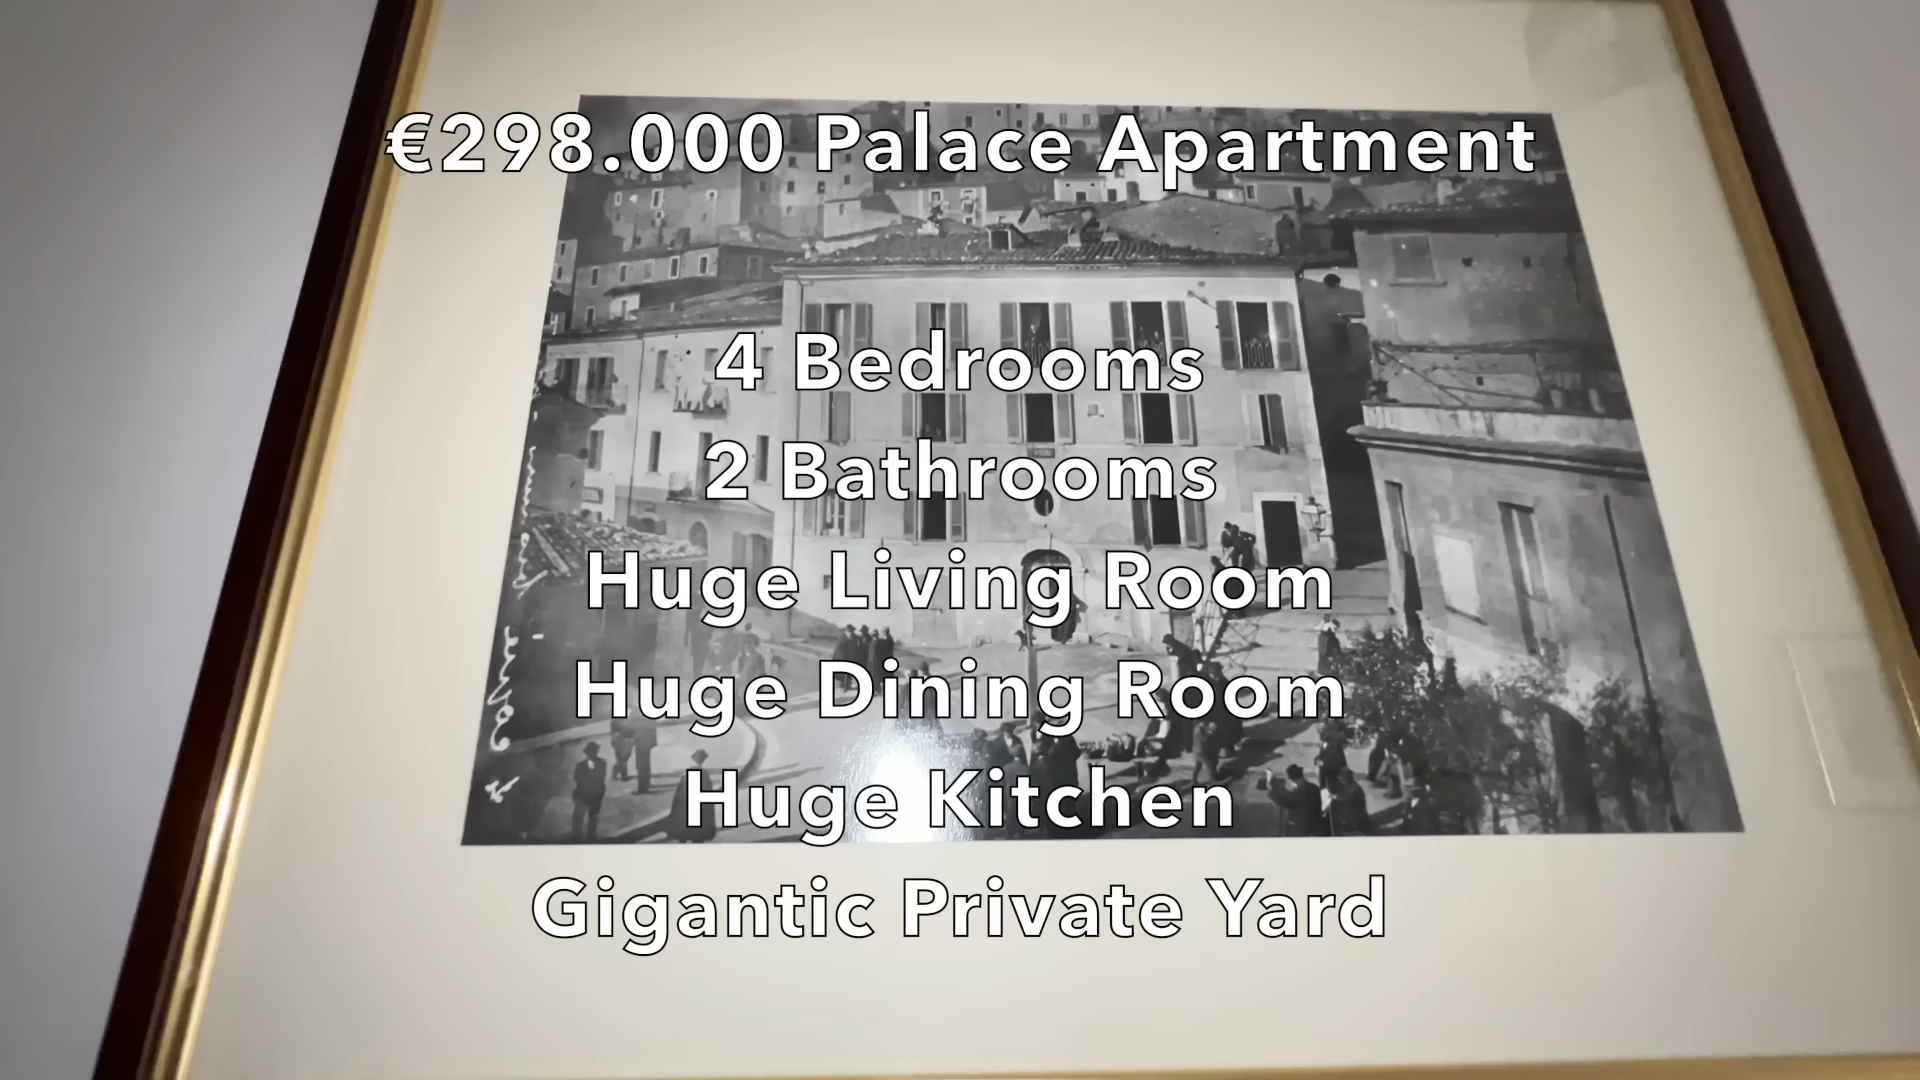 €298.000 Palace Apartment
4 Bedrooms
2 Bathrooms
Huge Living Room
Huge Dining Room
Huge Kitchen
Gigantic Private Yard